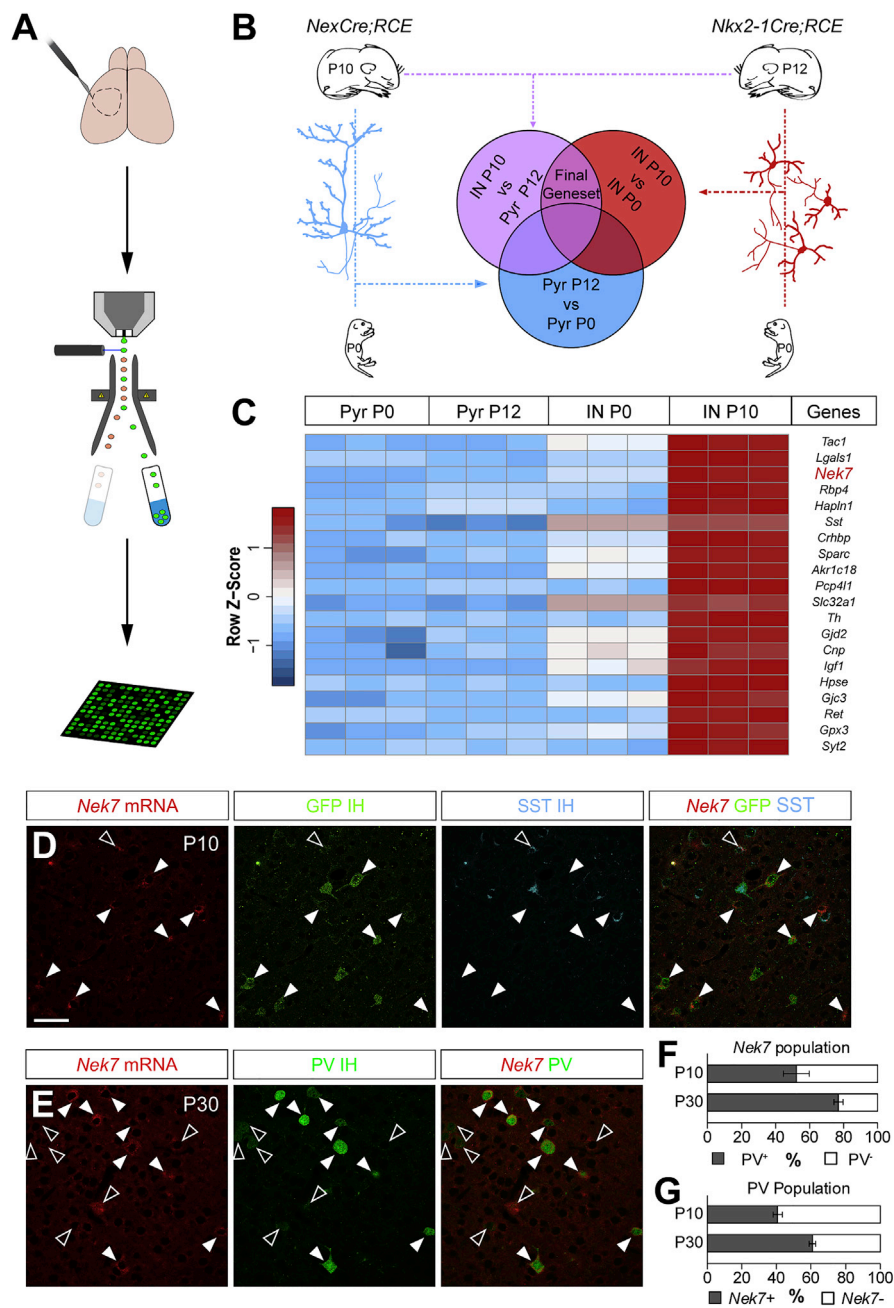 A
B
NexCre;RCE
Nkx2-1Cre;RCE
P10
P12
IN P10
vs
Pyr P12
Final
Geneset
IN P10
vs
IN P0
Pyr P12
vs
Pyr P0
P0
P0
C
Pyr P0
Pyr P12
IN P0
IN P10
Genes
Row Z-Score
1
0
-1
Tac1
Lgals1
Nek7
Rbp4
Hapln1
Sst
Crhbp
Sparc
Akr1c18
Pcp4l1
Slc32a1
Th
Gjd2
Cnp
Igf1
Hpse
Gjc3
Ret
Gpx3
Syt2
Nek7 mRNA
GFP IH
SST IH
Nek7 GFP SST
D
P10
Nek7 mRNA
PV IH
Nek7 PV
E
P30
F
Nek7 population
P10
P30
0 20 40 60 80 100
PV+ % PV-
G
PV Population
P10
P30
0 20 40 60 80 100
Nek7+ % Nek7-